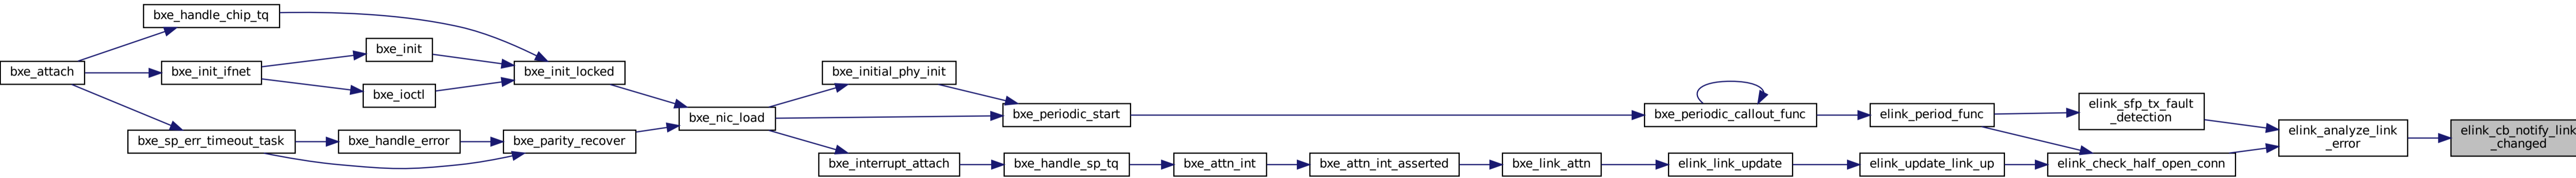 bxe_attach
bxe_handle_chip_tq
bxe_init_ifnet
bxe_sp_err_timeout_task
bxe_init
bxe_ioctl
bxe_handle_error
bxe_init_locked
bxe_parity_recover
bxe_nic_load
bxe_initial_phy_init
bxe_interrupt_attach
bxe_periodic_start
bxe_handle_sp_tq
bxe_attn_int
bxe_attn_int_asserted
bxe_link_attn
bxe_periodic_callout_func
elink_link_update
elink_period_func
elink_update_link_up
elink_sfp_tx_fault
_detection
elink_check_half_open_conn
elink_analyze_link
_error
elink_cb_notify_link
_changed